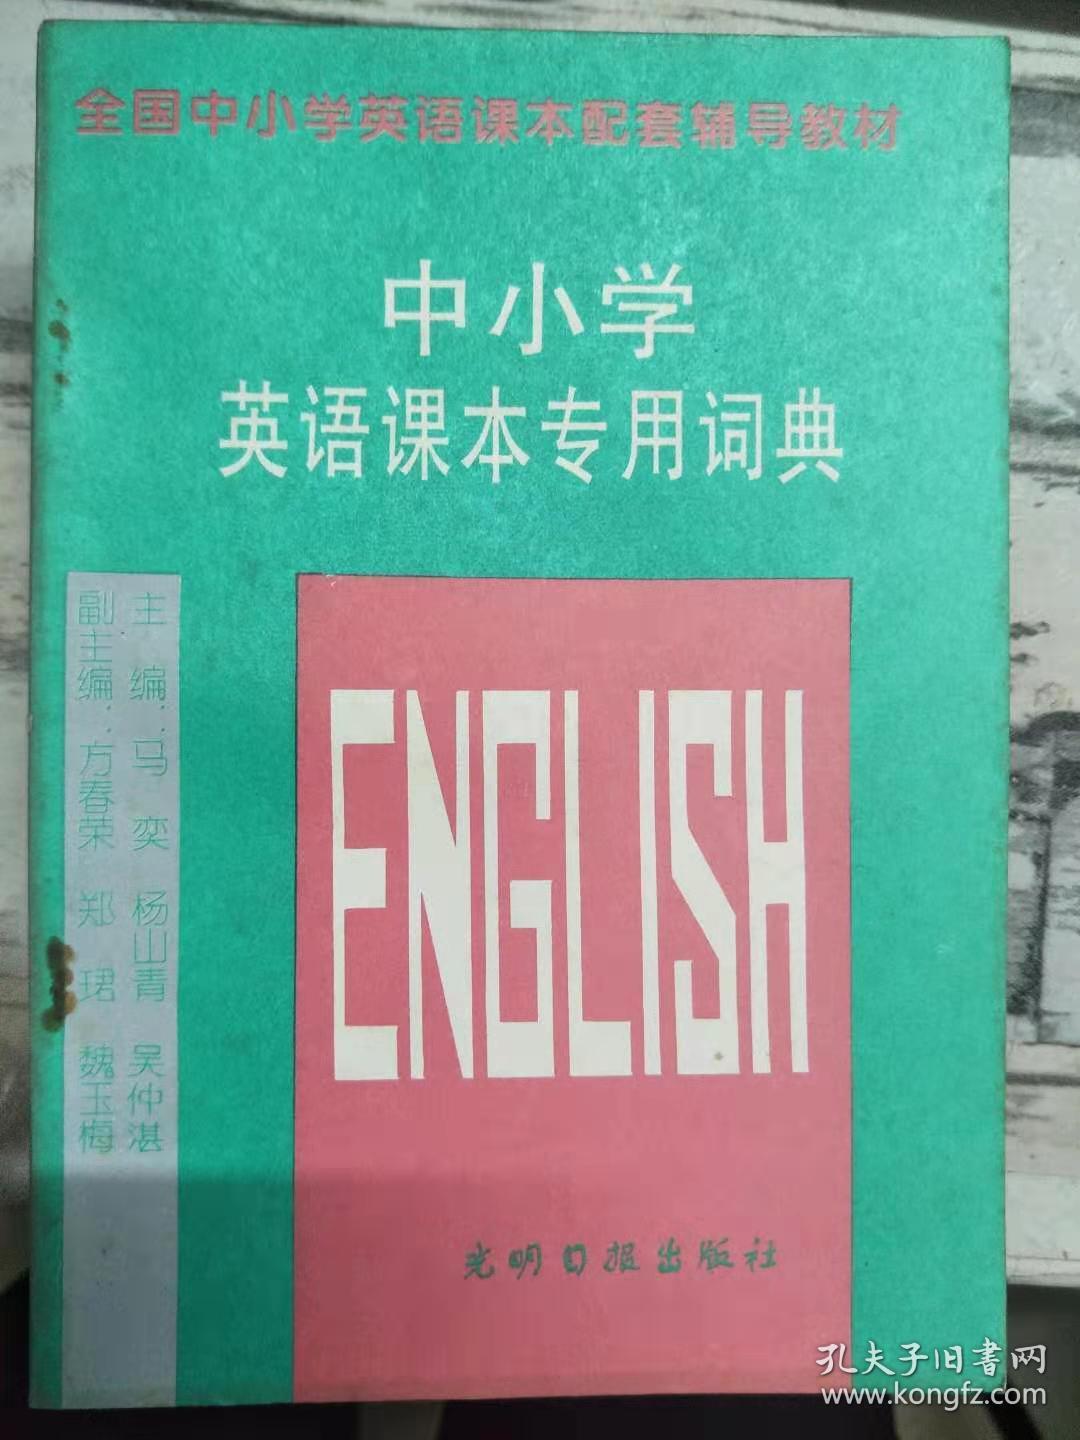 全国中小学英语课本配套辅导教材
中小学
英语课本专用词典
主编:马奕 杨山青 吴仲湛
副主编:方春荣 郑珺 魏玉梅
ENGLISH
光明日报出版社
孔夫子旧書网
www.kongfz.com